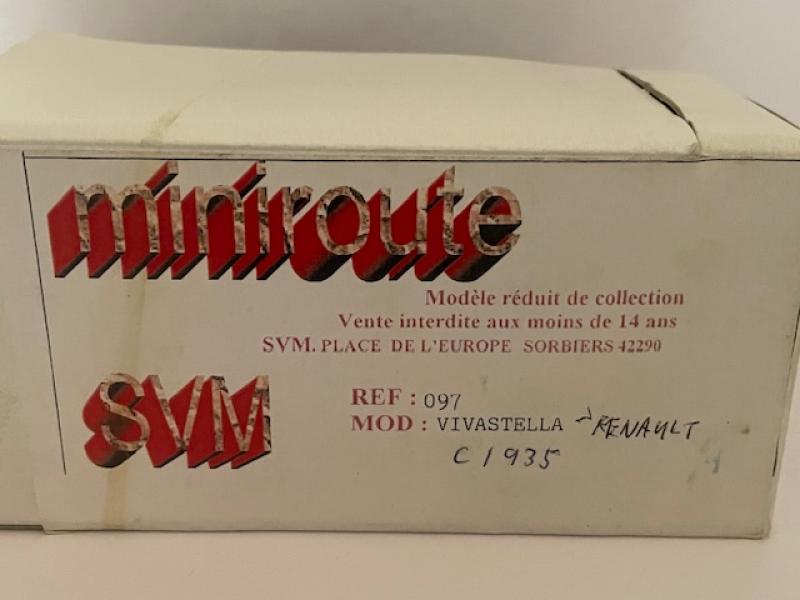 miniroute
Modèle réduit de collection
Vente interdite aux moins de 14 ans
SVM. PLACE DE L'EUROPE SORBIERS 42290
SVM
REF : 097
MOD : VIVASTELLA → RENAULT
C 1935